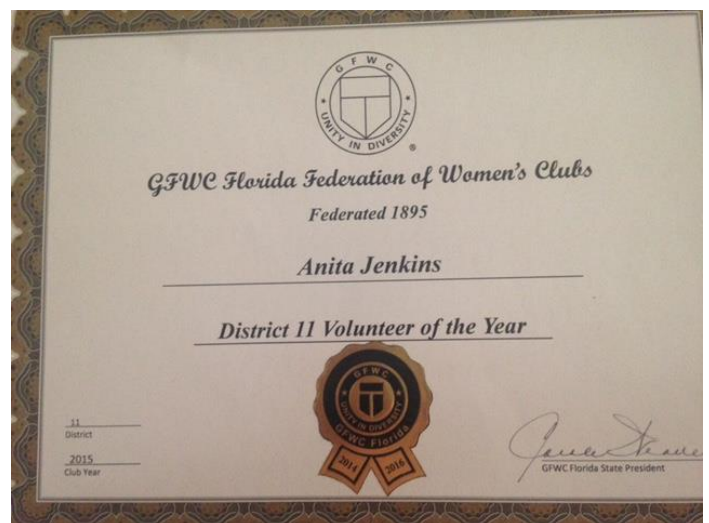 GFWC
UNITY IN DIVERSITY
®
GFWC Florida Federation of Women's Clubs
Federated 1895
Anita Jenkins
District 11 Volunteer of the Year
GFWC
UNITY IN DIVERSITY
GFWC Florida
2014 2016
11
District
2015
Club Year
GFWC Florida State President